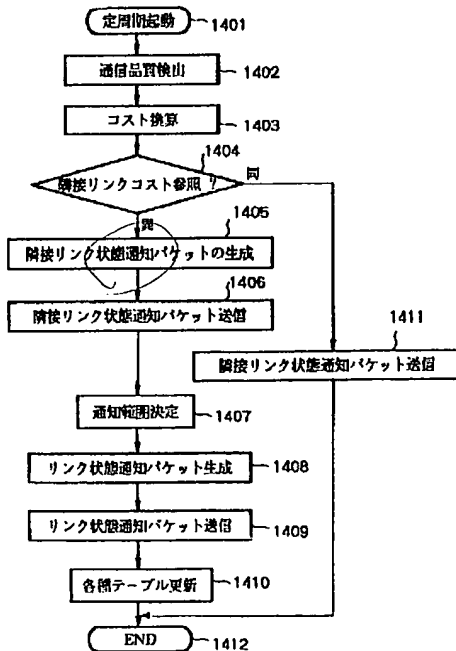 定周期起動
1401
通信品質検出
1402
コスト換算
1403
隣接リンクコスト参照 ?
1404
同
異
1405
隣接リンク状態通知パケットの生成
1406
隣接リンク状態通知パケット送信
1411
隣接リンク状態通知パケット送信
通知範囲決定
1407
リンク状態通知パケット生成
1408
リンク状態通知パケット送信
1409
各種テーブル更新
1410
END
1412